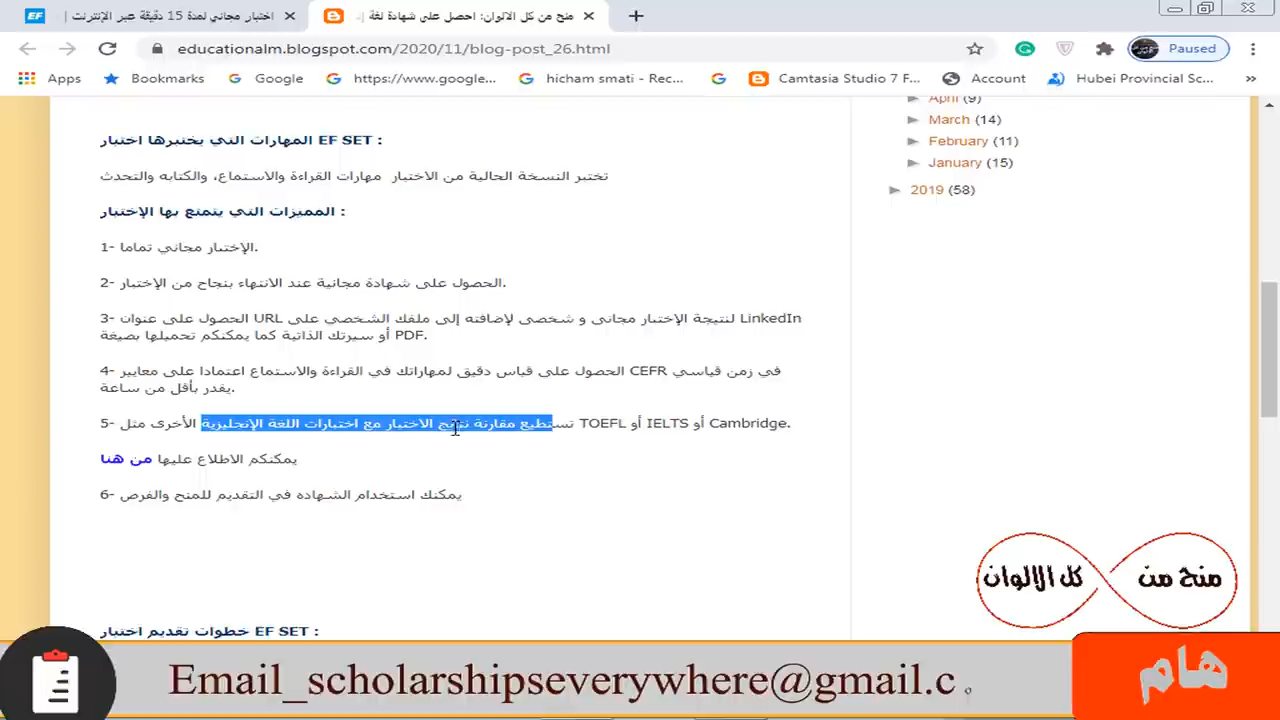 اختبار مجاني لمدة 15 دقيقة عبر الإنترنت |
منح من كل الالوان: احصل على شهادة لغة
educationalm.blogspot.com/2020/11/blog-post_26.html
Paused
Apps
Bookmarks
Google
https://www.google...
hicham smati - Rec...
Camtasia Studio 7 F...
Account
Hubei Provincial Sc...
»
المهارات التي يختبرها اختبار EF SET :
تختبر النسخة الحالية من الاختبار مهارات القراءة والاستماع، والكتابه والتحدث
المميزات التي يتمتع بها الإختبار :
1- الإختبار مجاني تماما.
2- الحصول على شهادة مجانية عند الانتهاء بنجاح من الإختبار.
3- الحصول على عنوان URL لنتيجة الإختبار مجانى و شخصى لإضافته إلى ملفك الشخصي على LinkedIn
أو سيرتك الذاتية كما يمكنكم تحميلها بصيغة PDF.
4- الحصول على قياس دقيق لمهاراتك في القراءة والاستماع اعتمادا على معايير CEFR في زمن قياسي
يقدر بأقل من ساعة.
5- تستطيع مقارنة نتائج الاختبار مع اختبارات اللغة الإنجليزية الأخرى مثل TOEFL أو IELTS أو Cambridge.
يمكنكم الاطلاع عليها من هنا
6- يمكنك استخدام الشهاده في التقديم للمنح والفرص
خطوات تقديم اختبار EF SET :
April (9)
March (14)
February (11)
January (15)
2019 (58)
منح من كل الالوان
Email_scholarshipseverywhere@gmail.c
هام